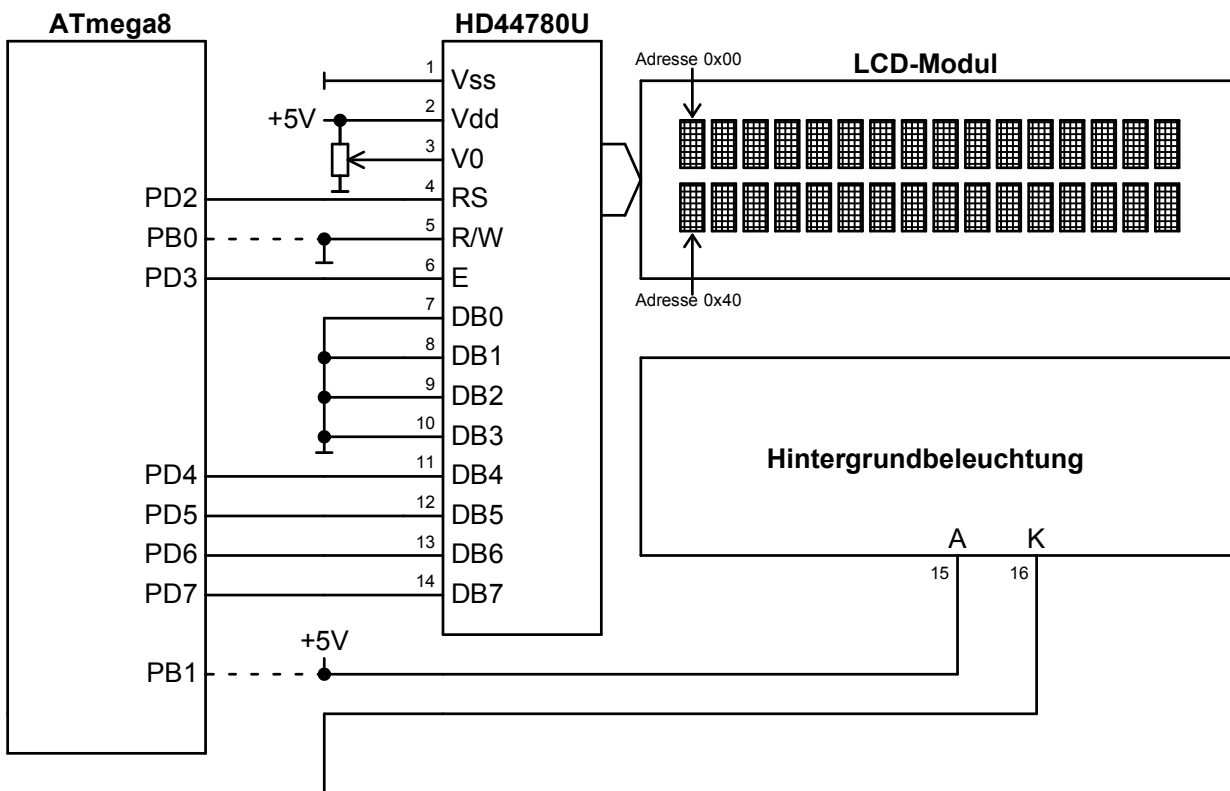 ATmega8
HD44780U
Adresse 0x00
LCD-Modul
1 Vss
+5V 2 Vdd
3 V0
PD2 4 RS
PB0 5 R/W
PD3 6 E
Adresse 0x40
7 DB0
8 DB1
9 DB2
10 DB3
Hintergrundbeleuchtung
PD4 11 DB4
PD5 12 DB5
PD6 13 DB6
PD7 14 DB7
A K
15 16
+5V
PB1